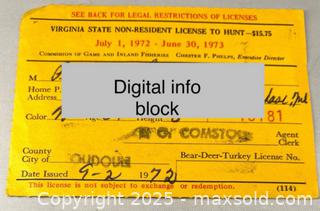 SEE BACK FOR LEGAL RESTRICTIONS OF LICENSES
VIRGINIA STATE NON-RESIDENT LICENSE TO HUNT—$15.75
July 1, 1972 - June 30, 1973
COMMISSION OF GAME AND INLAND FISHERIES CHESTER F. PHELPS, Executive Director
M
Home P.
Address
Digital info
block
Color
181
COMSTO
Agent
Clerk
County
City of
LOUDOUN
Bear-Deer-Turkey License No.
Date Issued 9-2 1972
This license is not subject to exchange or redemption. (114)
Copyright 2025 - maxsold.com